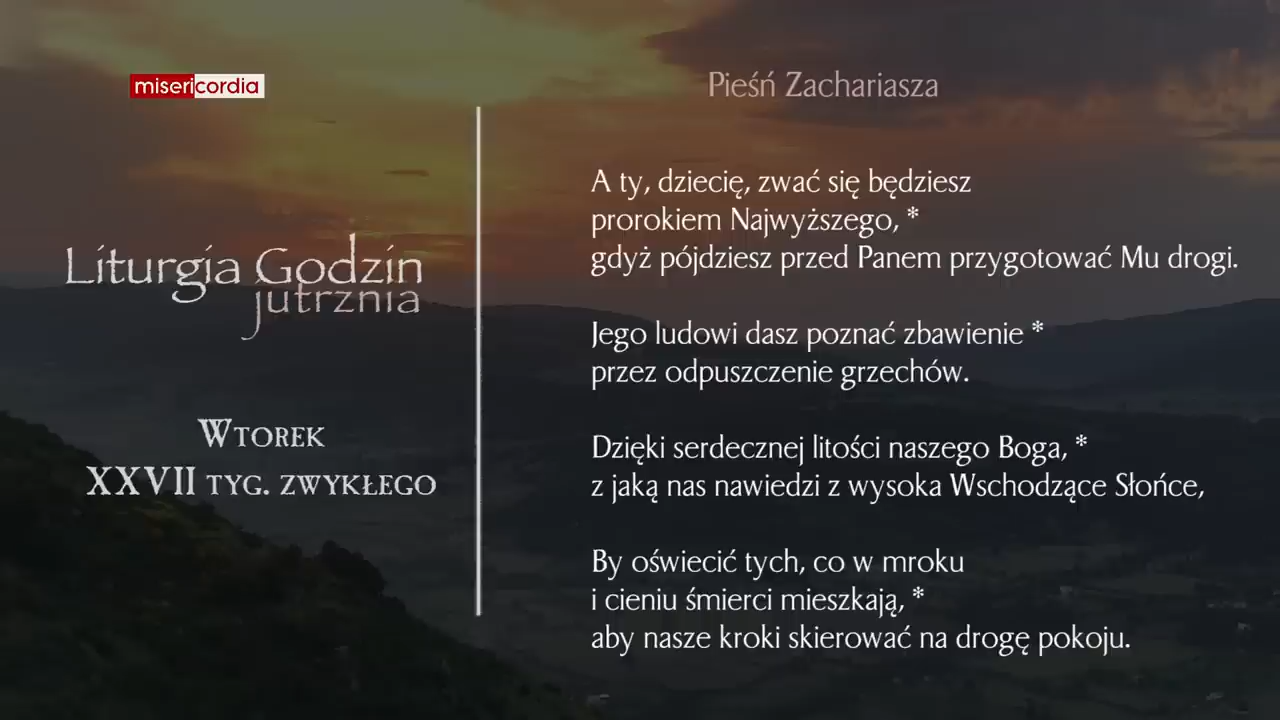 misericordia
Liturgia Godzin
jutrznia
Wtorek
XXVII tyg. zwykłego
Pieśń Zachariasza
A ty, dziecię, zwać się będziesz
prorokiem Najwyższego, *
gdyż pójdziesz przed Panem przygotować Mu drogi.
Jego ludowi dasz poznać zbawienie *
przez odpuszczenie grzechów.
Dzięki serdecznej litości naszego Boga, *
z jaką nas nawiedzi z wysoka Wschodzące Słońce,
By oświecić tych, co w mroku
i cieniu śmierci mieszkają, *
aby nasze kroki skierować na drogę pokoju.